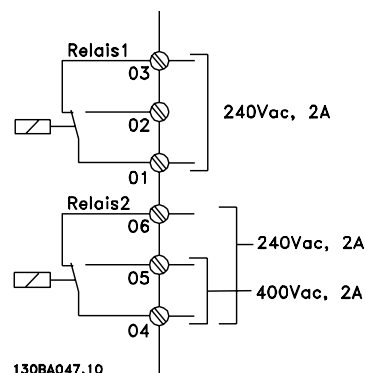 Relais1
03
02
240Vac, 2A
01
Relais2
06
240Vac, 2A
05
400Vac, 2A
04
130BA047.10